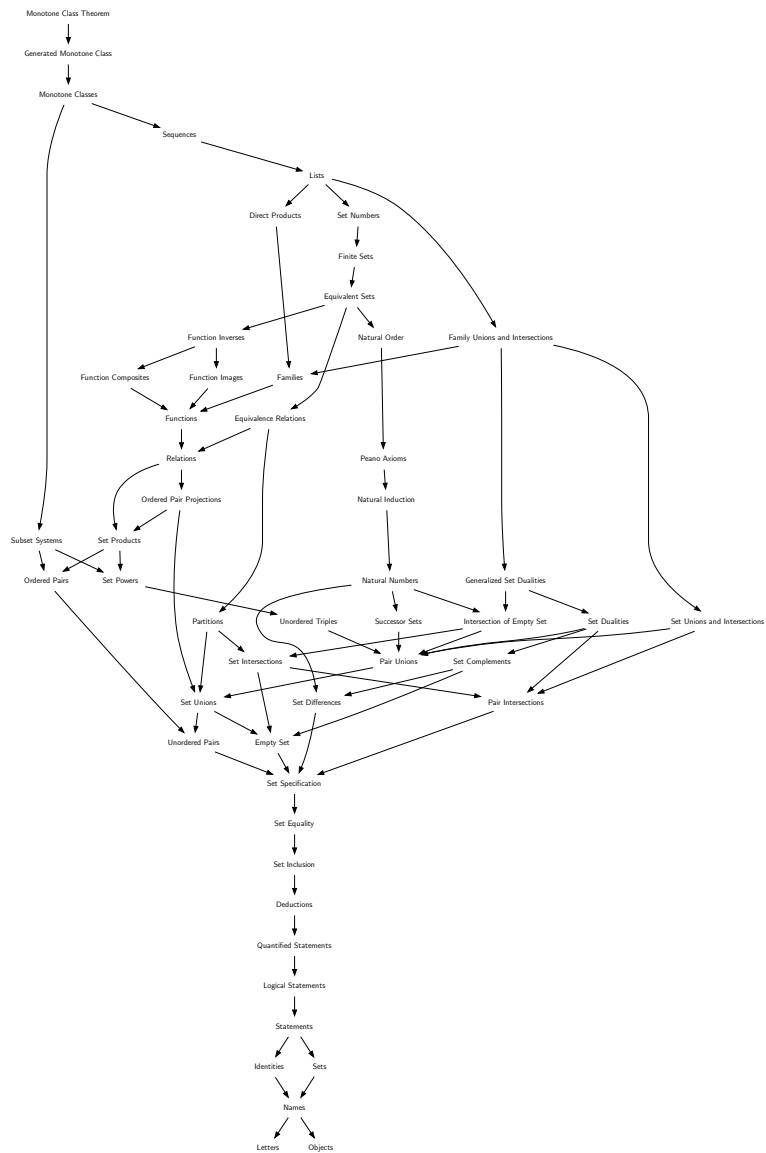 Monotone Class Theorem
Generated Monotone Class
Monotone Classes
Sequences
Lists
Direct Products
Set Numbers
Finite Sets
Equivalent Sets
Function Inverses
Natural Order
Family Unions and Intersections
Function Composites
Function Images
Families
Functions
Equivalence Relations
Relations
Peano Axioms
Ordered Pair Projections
Natural Induction
Subset Systems
Set Products
Ordered Pairs
Set Powers
Natural Numbers
Generalized Set Dualities
Partitions
Unordered Triples
Successor Sets
Intersection of Empty Set
Set Dualities
Set Unions and Intersections
Set Intersections
Pair Unions
Set Complements
Set Unions
Set Differences
Pair Intersections
Unordered Pairs
Empty Set
Set Specification
Set Equality
Set Inclusion
Deductions
Quantified Statements
Logical Statements
Statements
Identities
Sets
Names
Letters
Objects